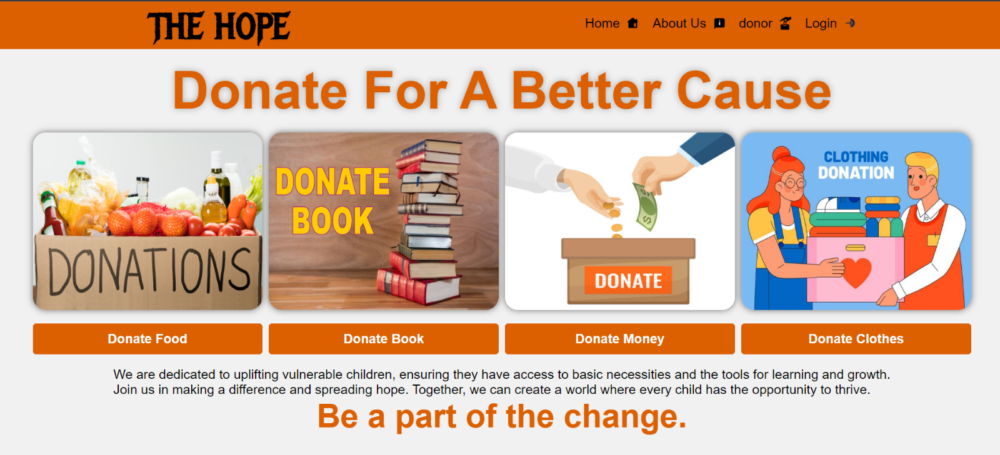 THE HOPE
Home About Us donor Login
Donate For A Better Cause
DONATIONS
DONATE
BOOK
DONATE
CLOTHING
DONATION
Donate Food
Donate Book
Donate Money
Donate Clothes
We are dedicated to uplifting vulnerable children, ensuring they have access to basic necessities and the tools for learning and growth.
Join us in making a difference and spreading hope. Together, we can create a world where every child has the opportunity to thrive.
Be a part of the change.